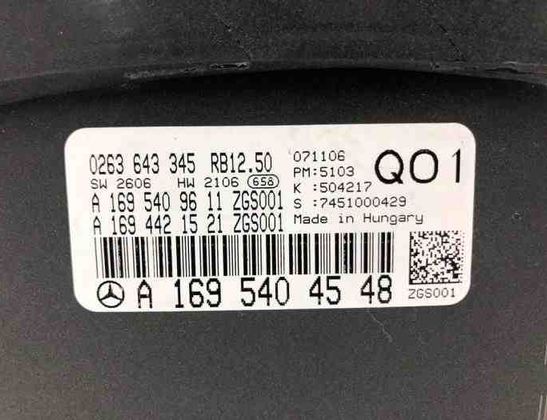 0263 643 345 RB12.50
SW 2606 HW 2106 658
A 169 540 96 11 ZGS001
A 169 442 15 21 ZGS001
071106
PM:5103
K :504217
S :7451000429
Made in Hungary
Q01
A 169 540 45 48
ZGS001